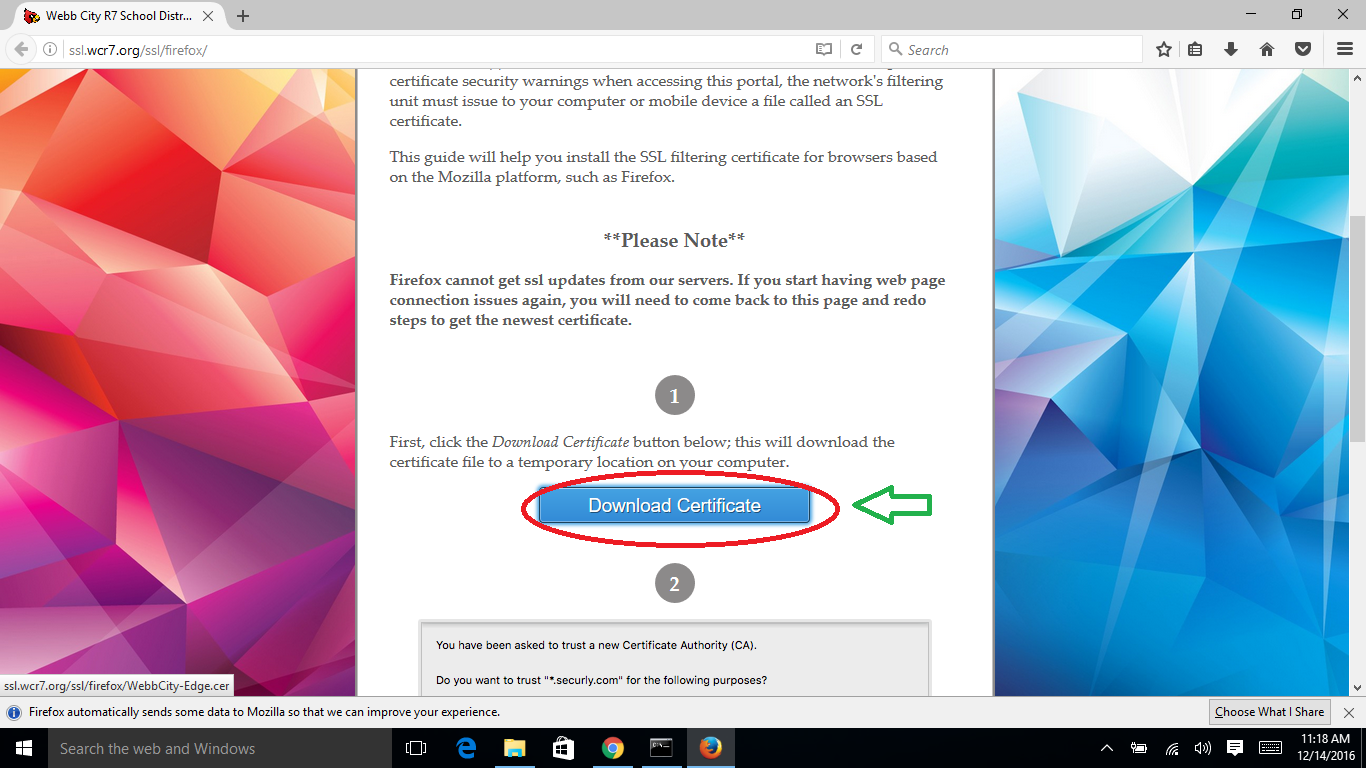 Webb City R7 School Distr...
ssl.wcr7.org/ssl/firefox/
Search
certificate security warnings when accessing this portal, the network's filtering
unit must issue to your computer or mobile device a file called an SSL
certificate.
This guide will help you install the SSL filtering certificate for browsers based
on the Mozilla platform, such as Firefox.
**Please Note**
Firefox cannot get ssl updates from our servers. If you start having web page
connection issues again, you will need to come back to this page and redo
steps to get the newest certificate.
1
First, click the Download Certificate button below; this will download the
certificate file to a temporary location on your computer.
Download Certificate
2
You have been asked to trust a new Certificate Authority (CA).
Do you want to trust "*.securly.com" for the following purposes?
ssl.wcr7.org/ssl/firefox/WebbCity-Edge.cer
Firefox automatically sends some data to Mozilla so that we can improve your experience.
Choose What I Share
Search the web and Windows
11:18 AM
12/14/2016